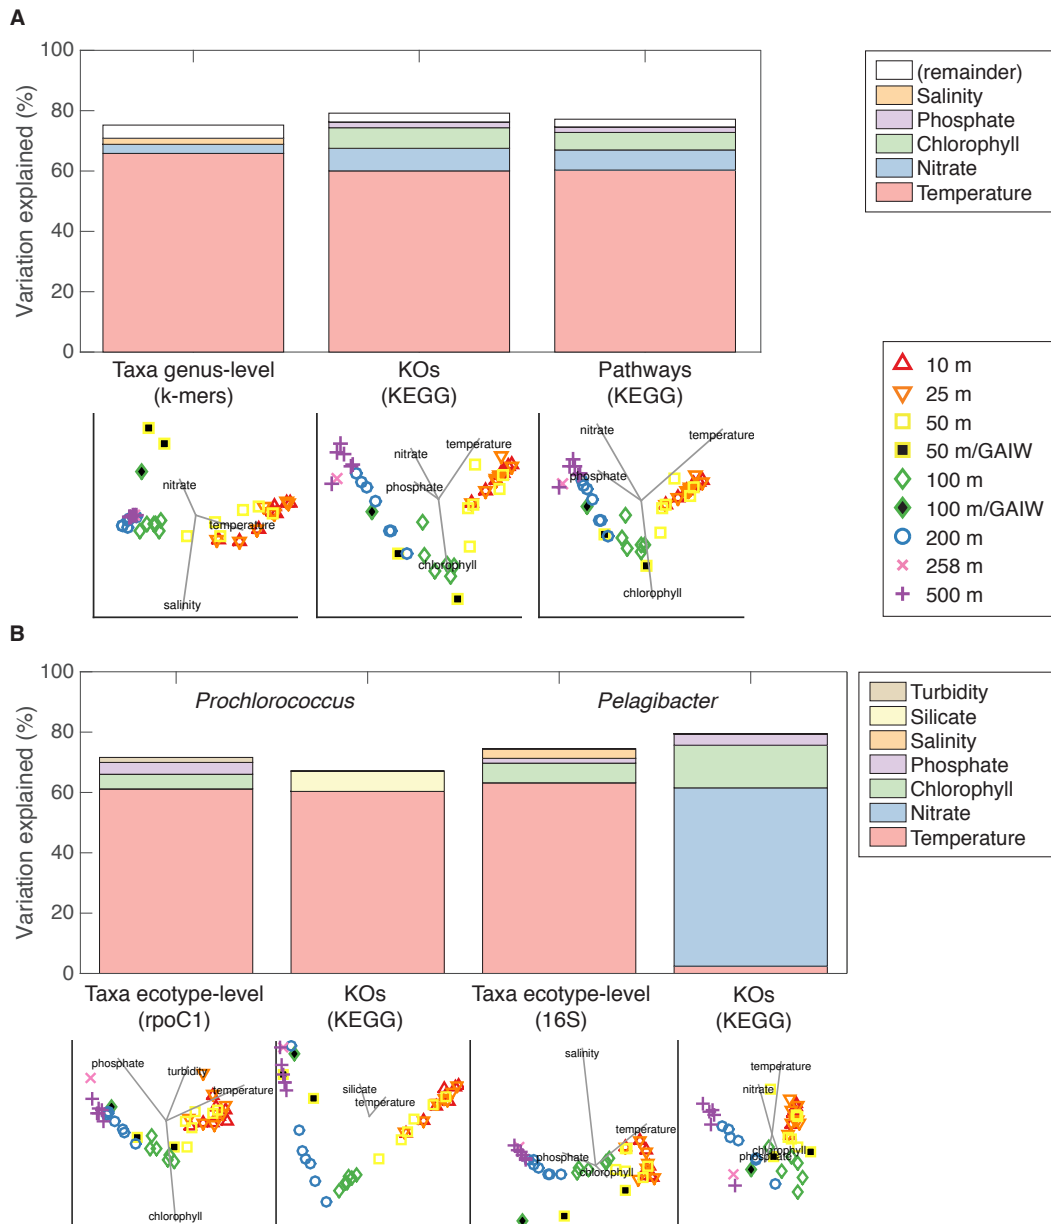 A
100
80
60
40
20
0
Variation explained (%)
(remainder)
Salinity
Phosphate
Chlorophyll
Nitrate
Temperature
Taxa genus-level
(k-mers)
KOs
(KEGG)
Pathways
(KEGG)
nitrate
temperature
salinity
nitrate
temperature
phosphate
chlorophyll
nitrate
temperature
phosphate
chlorophyll
10 m
25 m
50 m
50 m/GAIW
100 m
100 m/GAIW
200 m
258 m
500 m
B
100
80
60
40
20
0
Variation explained (%)
Prochlorococcus
Pelagibacter
Turbidity
Silicate
Salinity
Phosphate
Chlorophyll
Nitrate
Temperature
Taxa ecotype-level
(rpoC1)
KOs
(KEGG)
Taxa ecotype-level
(16S)
KOs
(KEGG)
phosphate
turbidity
temperature
chlorophyll
silicate
temperature
salinity
temperature
phosphate
chlorophyll
temperature
nitrate
chlorophyll
phosphate